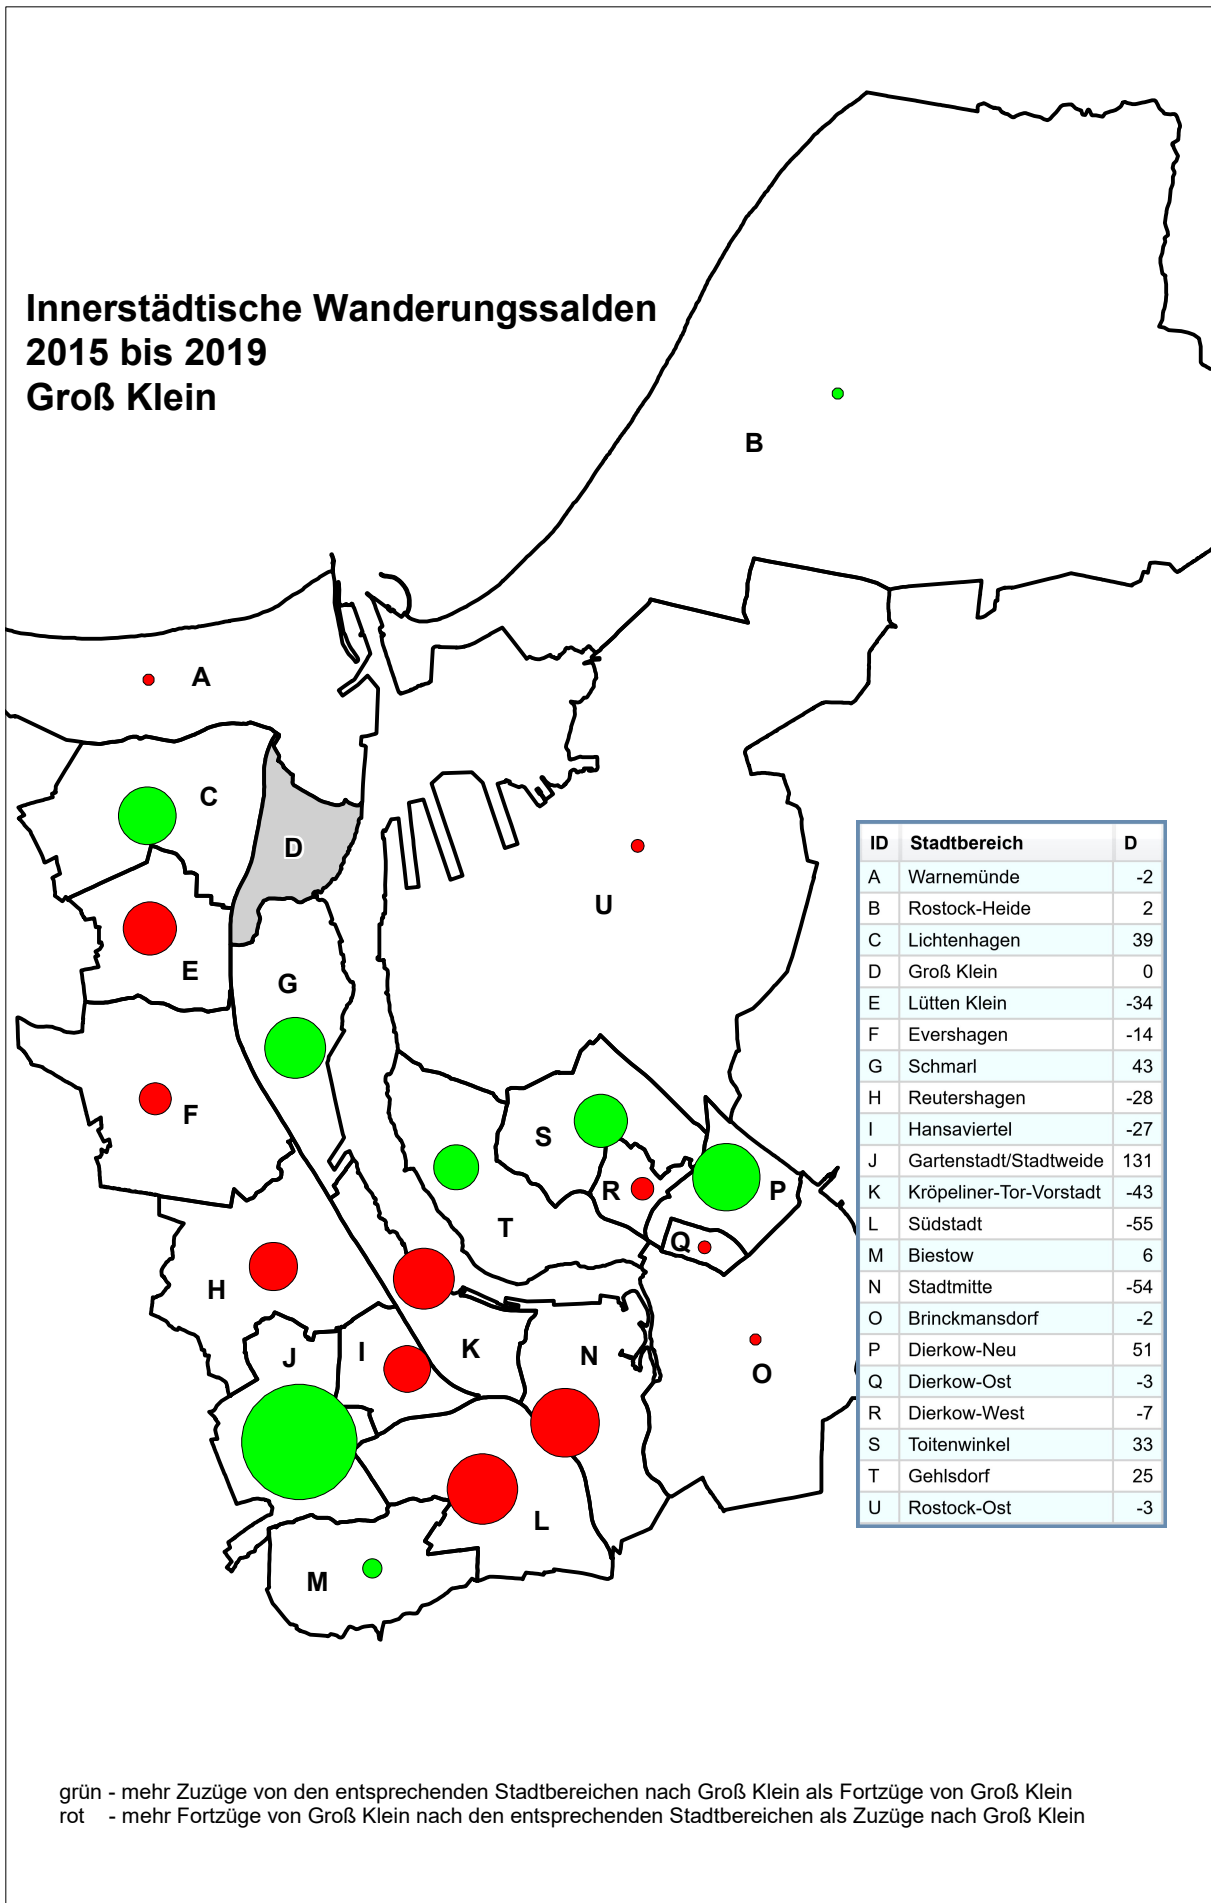 Innerstädtische Wanderungssalden
2015 bis 2019
Groß Klein
B
A
C
D
U
E
G
F
S
R
P
T
Q
H
I
K
J
N
O
L
M
ID Stadtbereich D
A Warnemünde -2
B Rostock-Heide 2
C Lichtenhagen 39
D Groß Klein 0
E Lütten Klein -34
F Evershagen -14
G Schmarl 43
H Reutershagen -28
I Hansaviertel -27
J Gartenstadt/Stadtweide 131
K Kröpeliner-Tor-Vorstadt -43
L Südstadt -55
M Biestow 6
N Stadtmitte -54
O Brinckmansdorf -2
P Dierkow-Neu 51
Q Dierkow-Ost -3
R Dierkow-West -7
S Toitenwinkel 33
T Gehlsdorf 25
U Rostock-Ost -3
grün - mehr Zuzüge von den entsprechenden Stadtbereichen nach Groß Klein als Fortzüge von Groß Klein
rot - mehr Fortzüge von Groß Klein nach den entsprechenden Stadtbereichen als Zuzüge nach Groß Klein